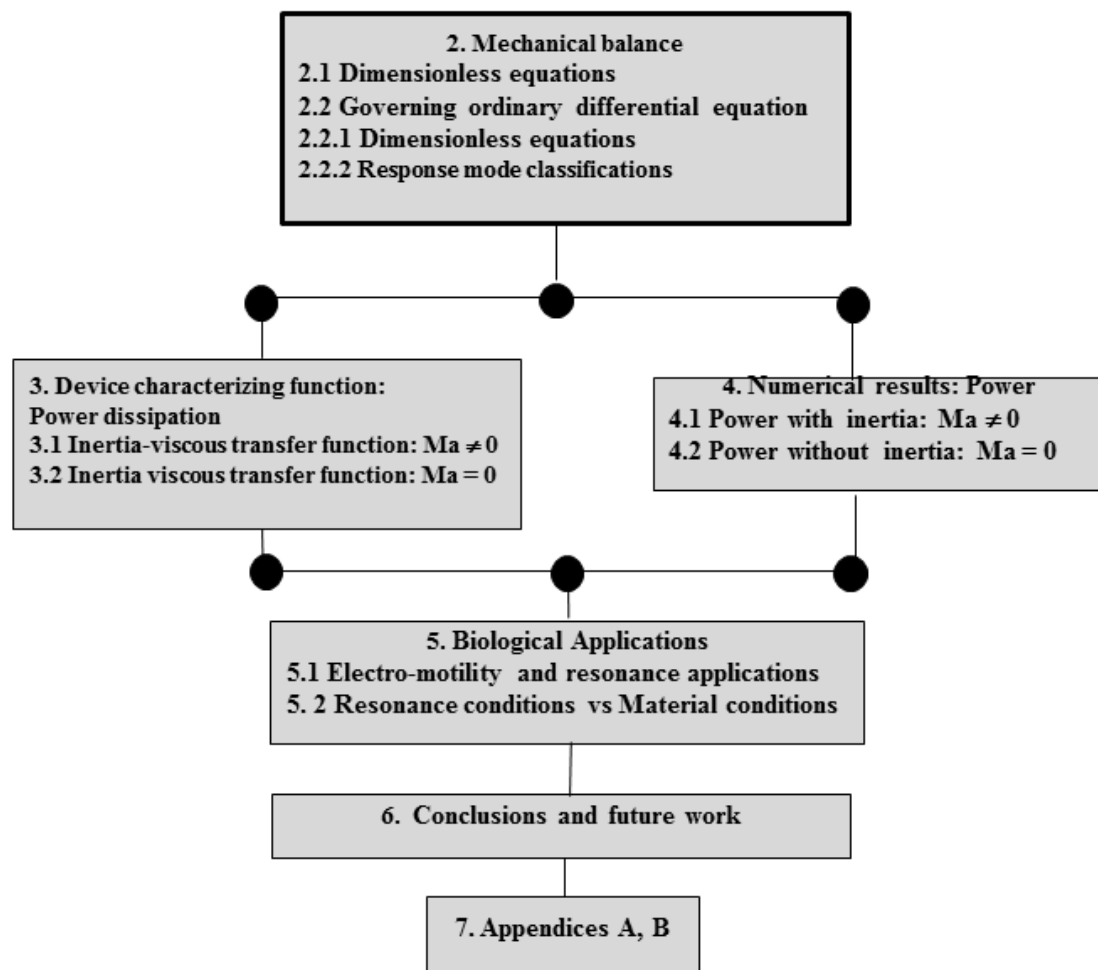 2. Mechanical balance
2.1 Dimensionless equations
2.2 Governing ordinary differential equation
2.2.1 Dimensionless equations
2.2.2 Response mode classifications
3. Device characterizing function:
Power dissipation
3.1 Inertia-viscous transfer function: Ma ≠ 0
3.2 Inertia viscous transfer function: Ma = 0
4. Numerical results: Power
4.1 Power with inertia: Ma ≠ 0
4.2 Power without inertia: Ma = 0
5. Biological Applications
5.1 Electro-motility and resonance applications
5. 2 Resonance conditions vs Material conditions
6. Conclusions and future work
7. Appendices A, B